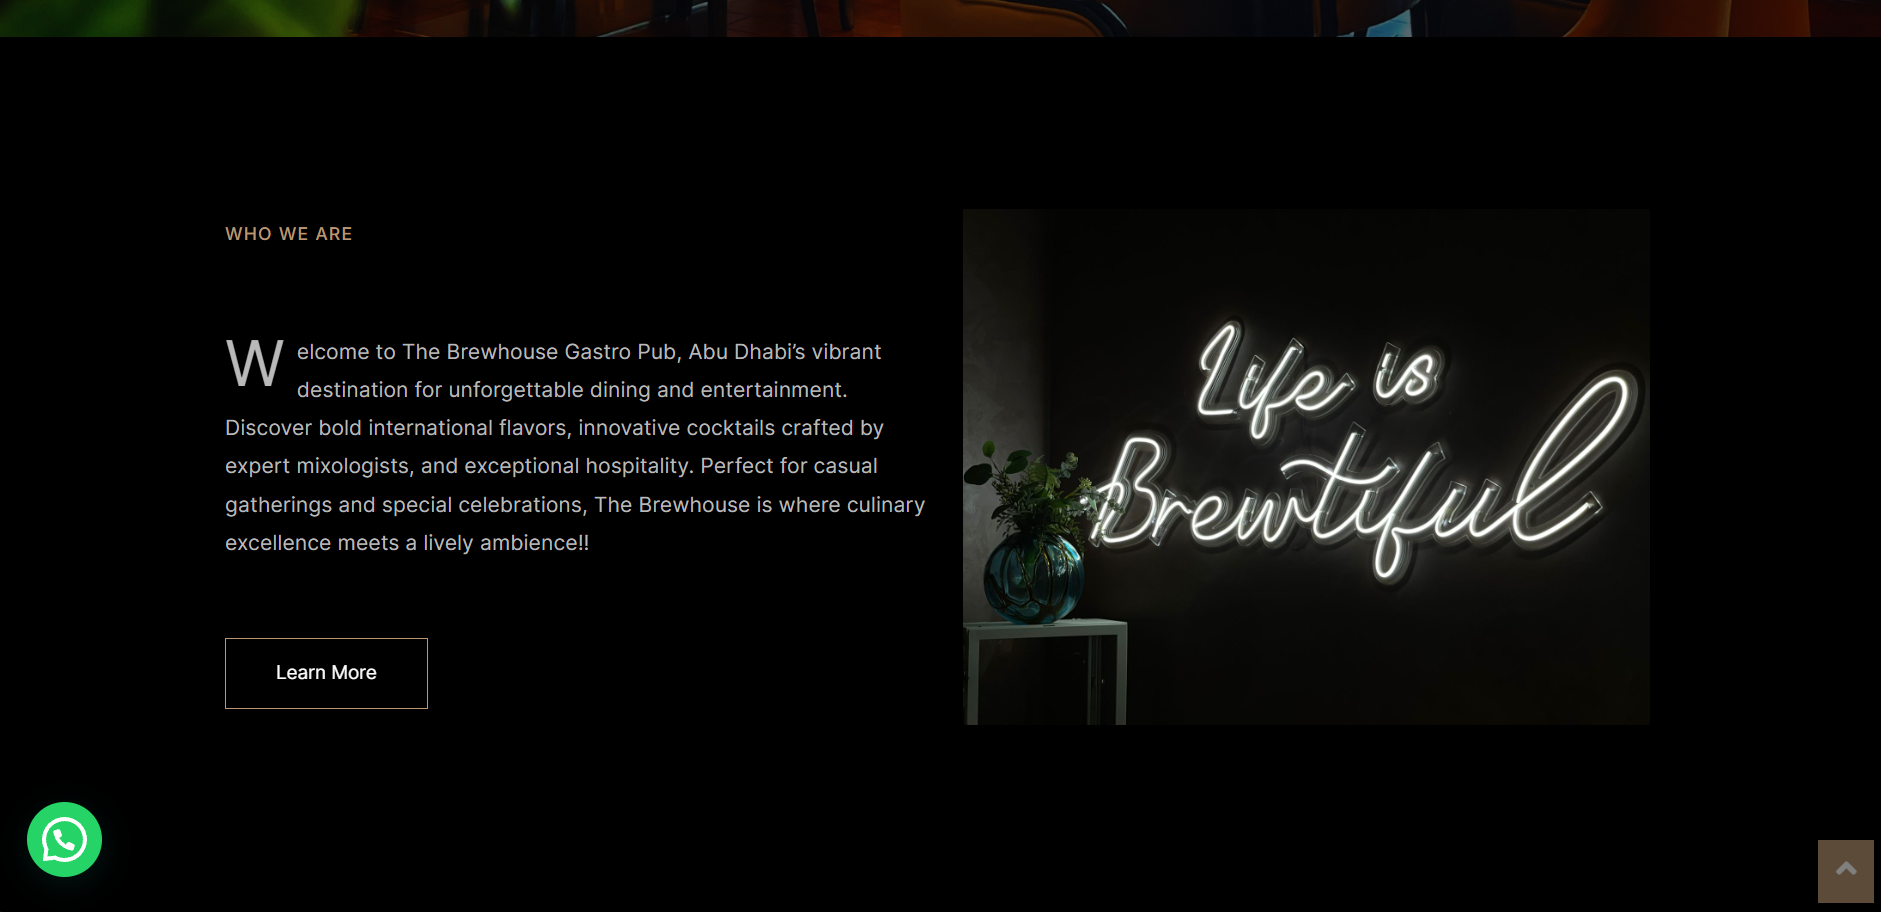 WHO WE ARE
Welcome to The Brewhouse Gastro Pub, Abu Dhabi’s vibrant
destination for unforgettable dining and entertainment.
Discover bold international flavors, innovative cocktails crafted by
expert mixologists, and exceptional hospitality. Perfect for casual
gatherings and special celebrations, The Brewhouse is where culinary
excellence meets a lively ambience!!
Learn More
Life is
Brewtiful